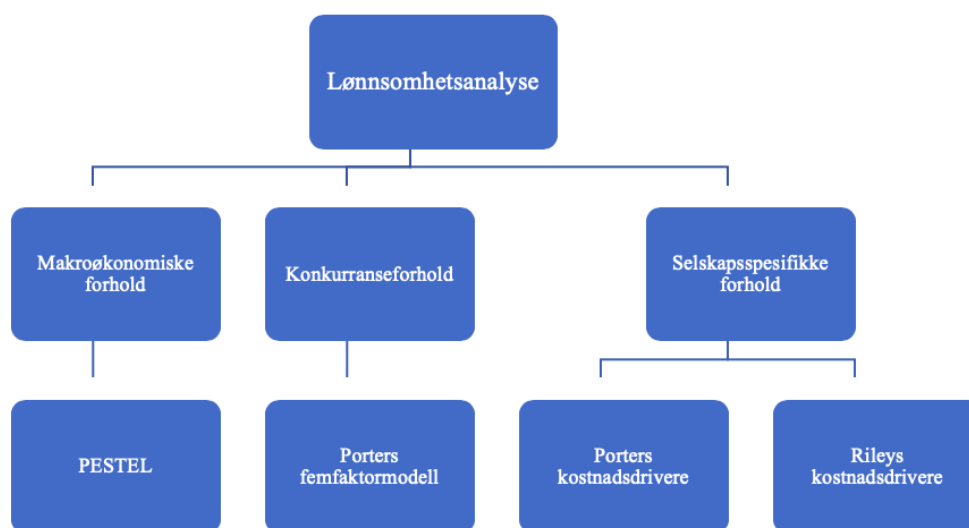 Lønnsomhetsanalyse
Makroøkonomiske
forhold
Konkurranseforhold
Selskapsspesifikke
forhold
PESTEL
Porters
femfaktormodell
Porters
kostnadsdrivere
Rileys
kostnadsdrivere